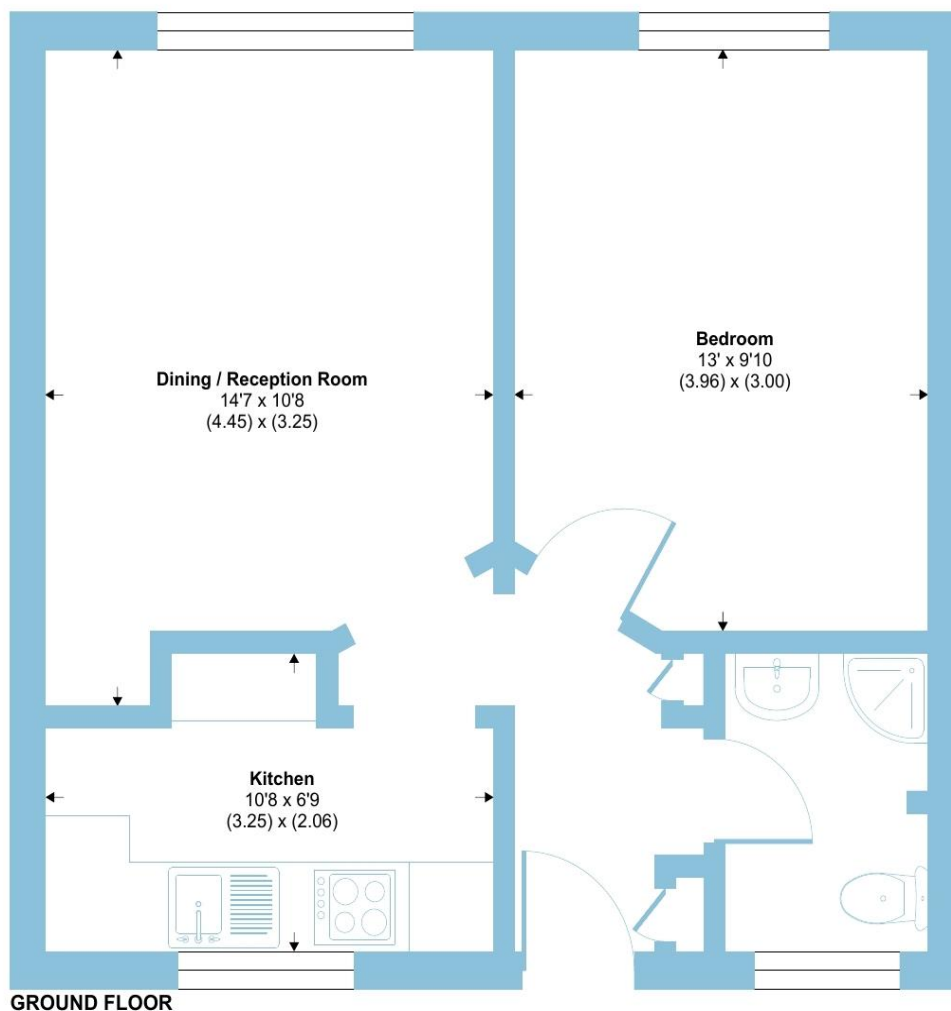 Dining / Reception Room
14'7 x 10'8
(4.45) x (3.25)
Bedroom
13' x 9'10
(3.96) x (3.00)
Kitchen
10'8 x 6'9
(3.25) x (2.06)
GROUND FLOOR